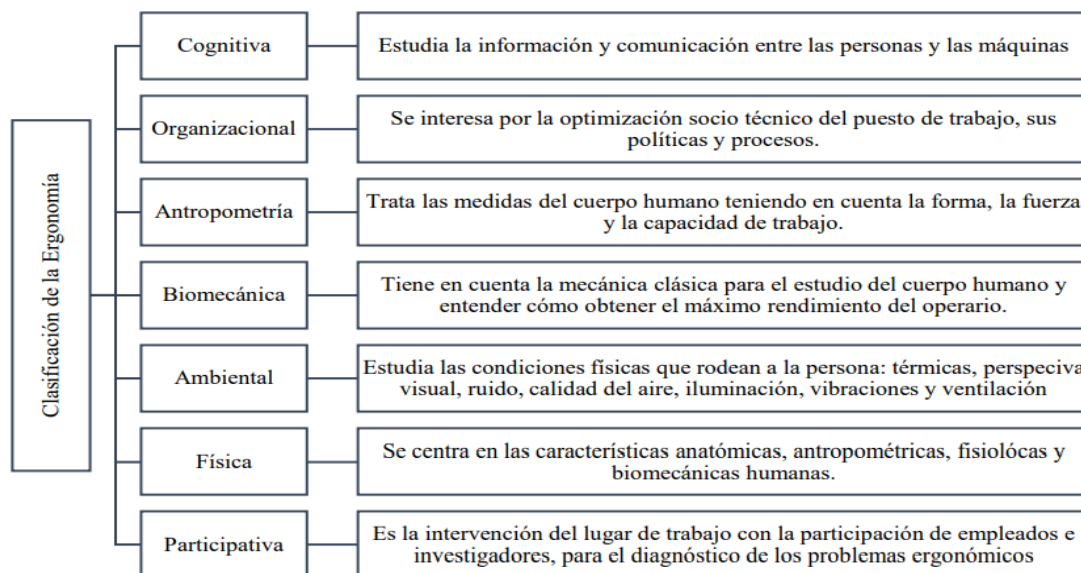 Clasificación de la Ergonomía
Cognitiva
Estudia la información y comunicación entre las personas y las máquinas
Organizacional
Se interesa por la optimización socio técnico del puesto de trabajo, sus
políticas y procesos.
Antropometría
Trata las medidas del cuerpo humano teniendo en cuenta la forma, la fuerza
y la capacidad de trabajo.
Biomecánica
Tiene en cuenta la mecánica clásica para el estudio del cuerpo humano y
entender cómo obtener el máximo rendimiento del operario.
Ambiental
Estudia las condiciones físicas que rodean a la persona: térmicas, perspeciva
visual, ruido, calidad del aire, iluminación, vibraciones y ventilación
Física
Se centra en las características anatómicas, antropométricas, fisiolócas y
biomecánicas humanas.
Participativa
Es la intervención del lugar de trabajo con la participación de empleados e
investigadores, para el diagnóstico de los problemas ergonómicos